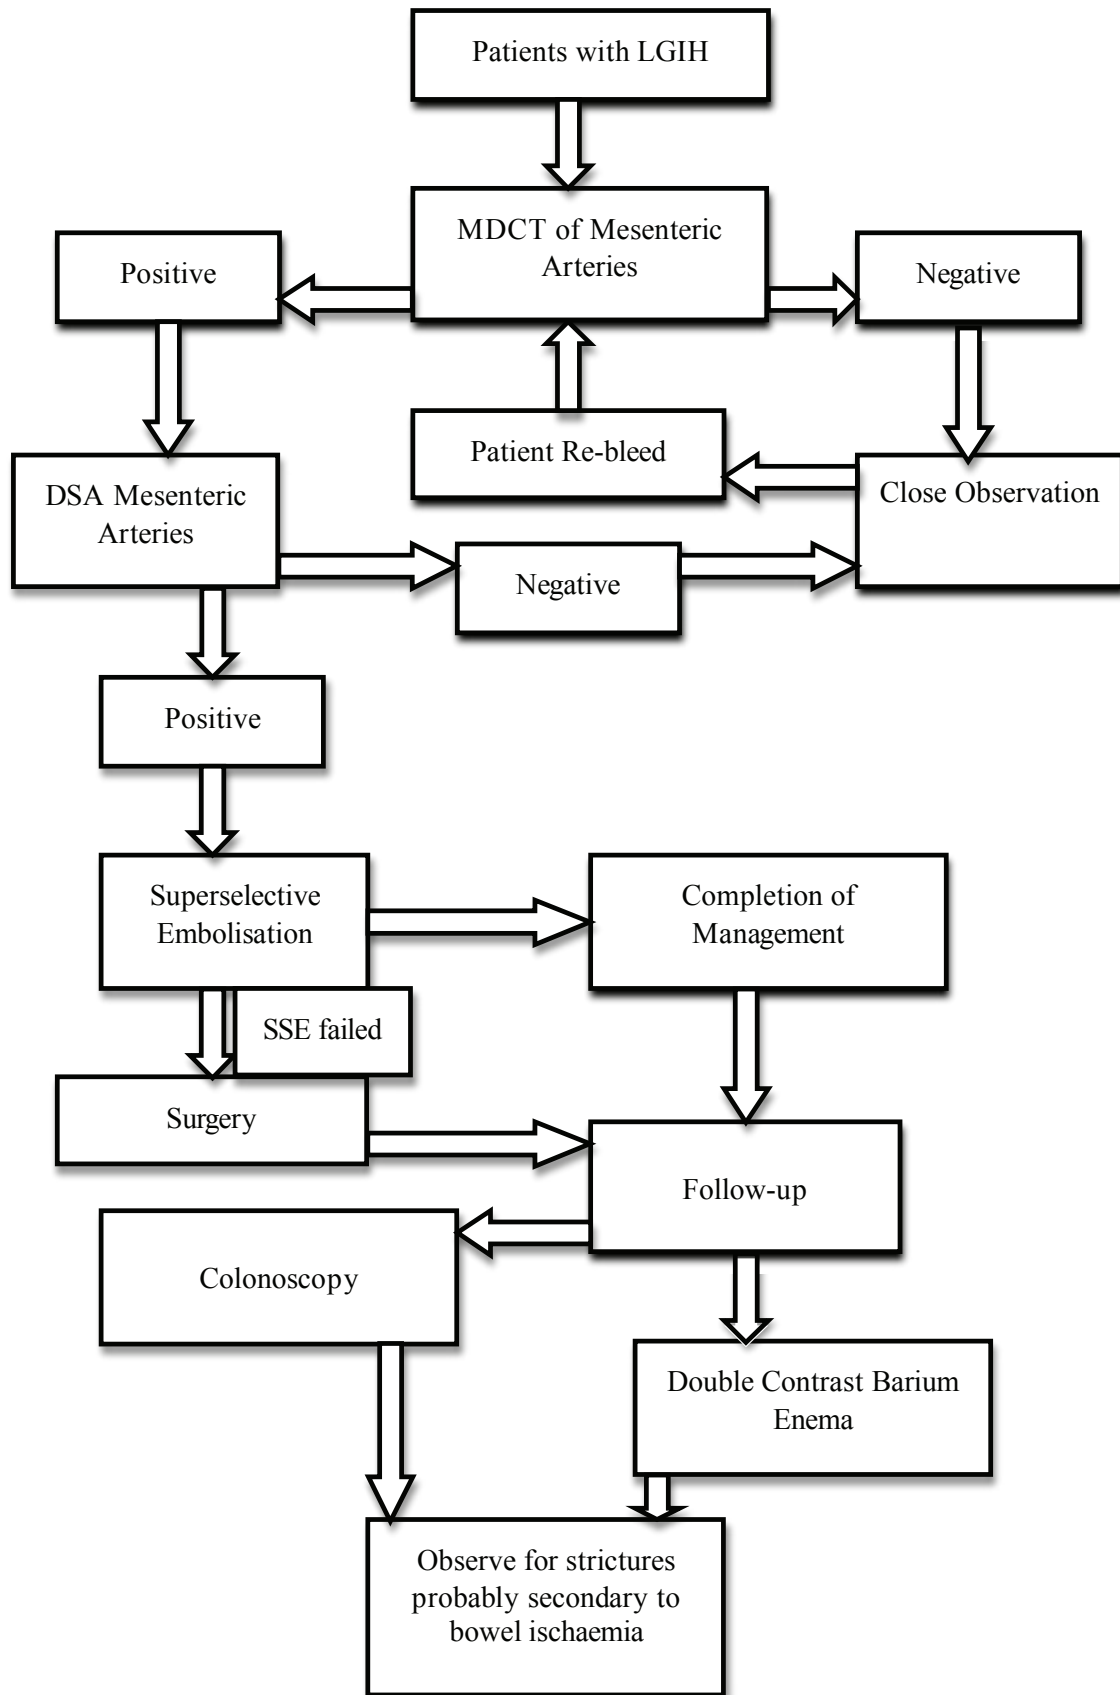 Patients with LGIH
MDCT of Mesenteric
Arteries
Positive
Negative
Patient Re-bleed
DSA Mesenteric
Arteries
Close Observation
Negative
Positive
Superselective
Embolisation
Completion of
Management
SSE failed
Surgery
Follow-up
Colonoscopy
Double Contrast Barium
Enema
Observe for strictures
probably secondary to
bowel ischaemia